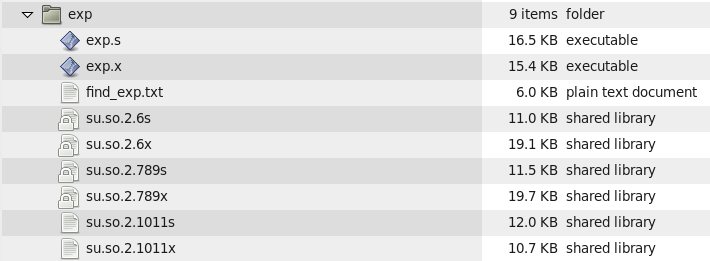 exp 9 items folder
exp.s 16.5 KB executable
exp.x 15.4 KB executable
find_exp.txt 6.0 KB plain text document
su.so.2.6s 11.0 KB shared library
su.so.2.6x 19.1 KB shared library
su.so.2.789s 11.5 KB shared library
su.so.2.789x 19.7 KB shared library
su.so.2.1011s 12.0 KB shared library
su.so.2.1011x 10.7 KB shared library